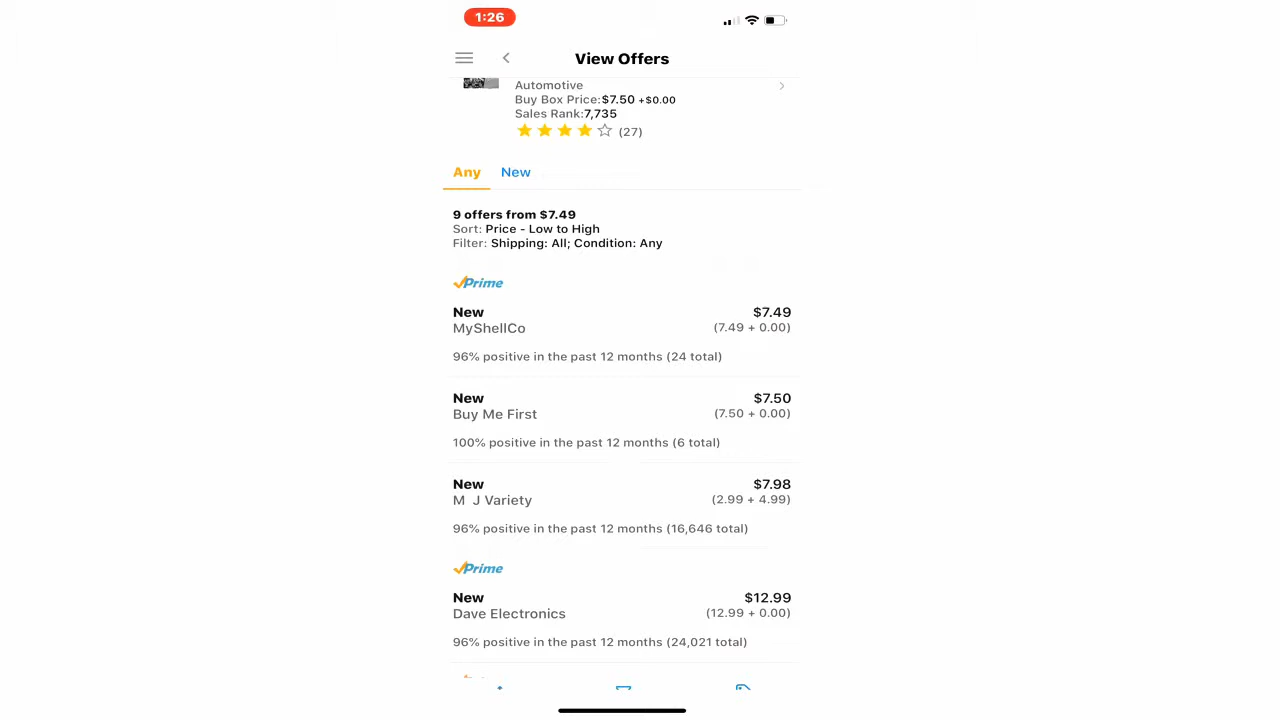 1:26
View Offers
Automotive
Buy Box Price:$7.50 +$0.00
Sales Rank:7,735
(27)
Any New
9 offers from $7.49
Sort: Price - Low to High
Filter: Shipping: All; Condition: Any
Prime
New $7.49
MyShellCo (7.49 + 0.00)
96% positive in the past 12 months (24 total)
New $7.50
Buy Me First (7.50 + 0.00)
100% positive in the past 12 months (6 total)
New $7.98
M J Variety (2.99 + 4.99)
96% positive in the past 12 months (16,646 total)
Prime
New $12.99
Dave Electronics (12.99 + 0.00)
96% positive in the past 12 months (24,021 total)